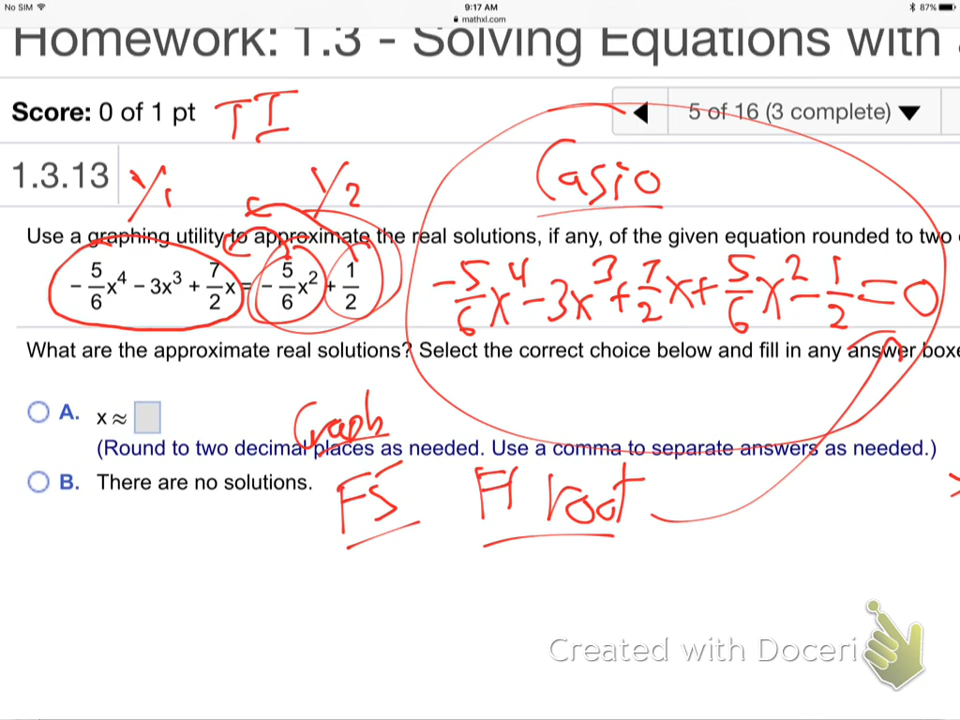 No SIM 9:17 AM 87%
mathxl.com
Homework: 1.3 - Solving Equations with
Score: 0 of 1 pt TI 5 of 16 (3 complete) ▼
1.3.13 Y1 Y2 Casio
Use a graphing utility to approximate the real solutions, if any, of the given equation rounded to two
-5/6x⁴ - 3x³ + 7/2x = -5/6x² + 1/2 -5/6x⁴ - 3x³ + 7/2x + 5/6x² - 1/2 = 0
What are the approximate real solutions? Select the correct choice below and fill in any answer boxe
A. x ≈
Graph
(Round to two decimal places as needed. Use a comma to separate answers as needed.)
B. There are no solutions.
F5 F1 root
Created with Doceri